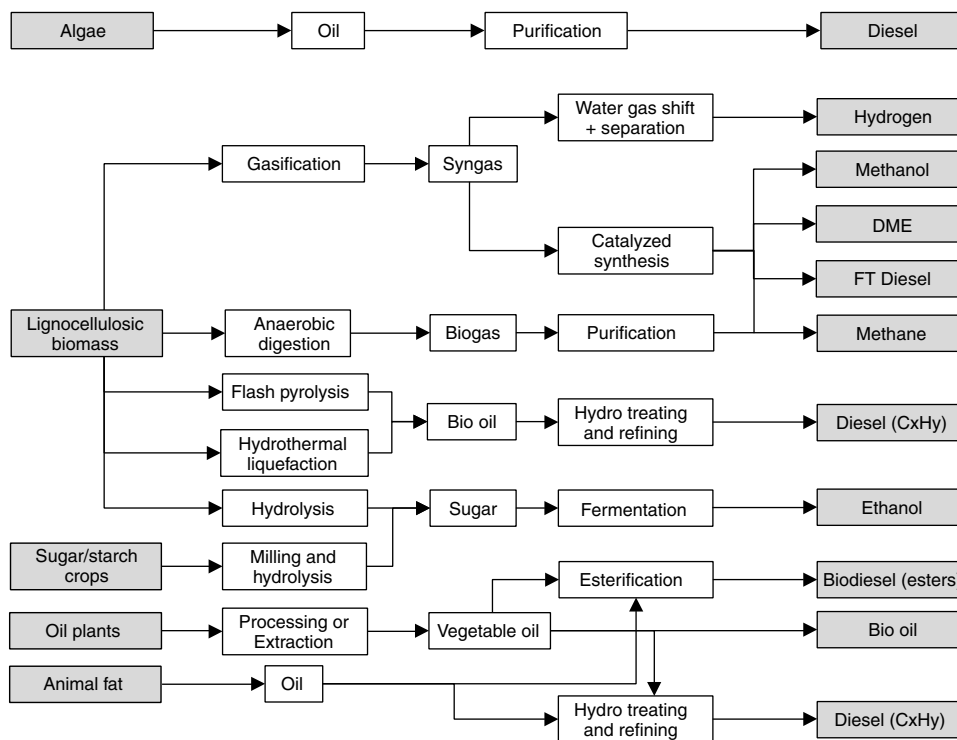 Algae
Oil
Purification
Diesel
Water gas shift
+ separation
Hydrogen
Gasification
Syngas
Methanol
DME
Catalyzed
synthesis
FT Diesel
Lignocellulosic
biomass
Anaerobic
digestion
Biogas
Purification
Methane
Flash pyrolysis
Bio oil
Hydro treating
and refining
Diesel (CxHy)
Hydrothermal
liquefaction
Hydrolysis
Sugar
Fermentation
Ethanol
Sugar/starch
crops
Milling and
hydrolysis
Esterification
Biodiesel (esters)
Oil plants
Processing or
Extraction
Vegetable oil
Bio oil
Animal fat
Oil
Hydro treating
and refining
Diesel (CxHy)